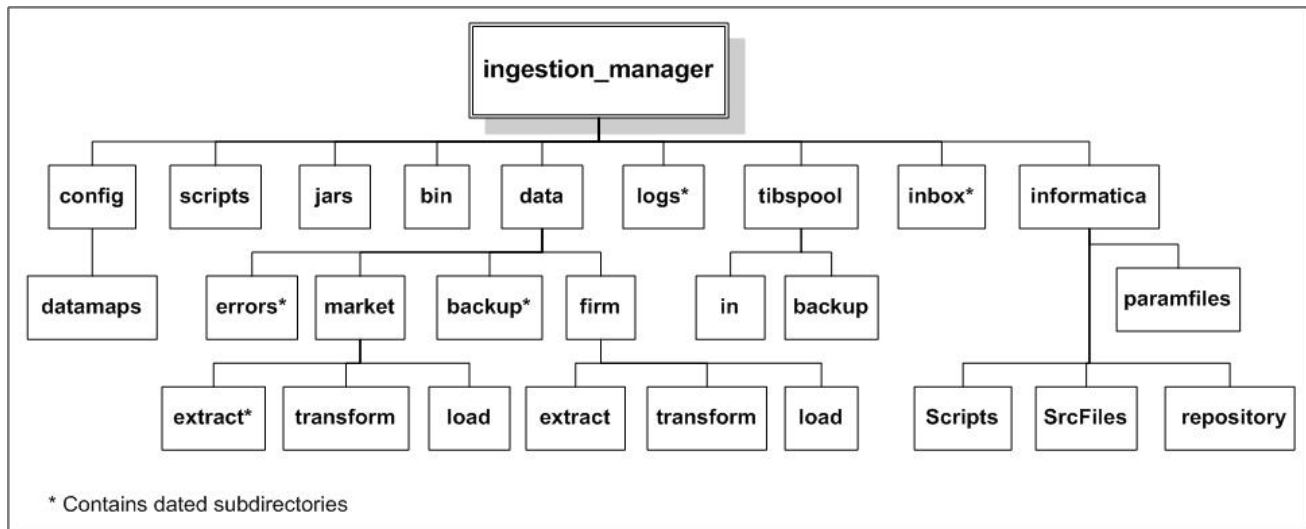 ingestion_manager
config
scripts
jars
bin
data
logs*
tibspool
inbox*
informatica
datamaps
errors*
market
backup*
firm
in
backup
paramfiles
extract*
transform
load
extract
transform
load
Scripts
SrcFiles
repository
* Contains dated subdirectories